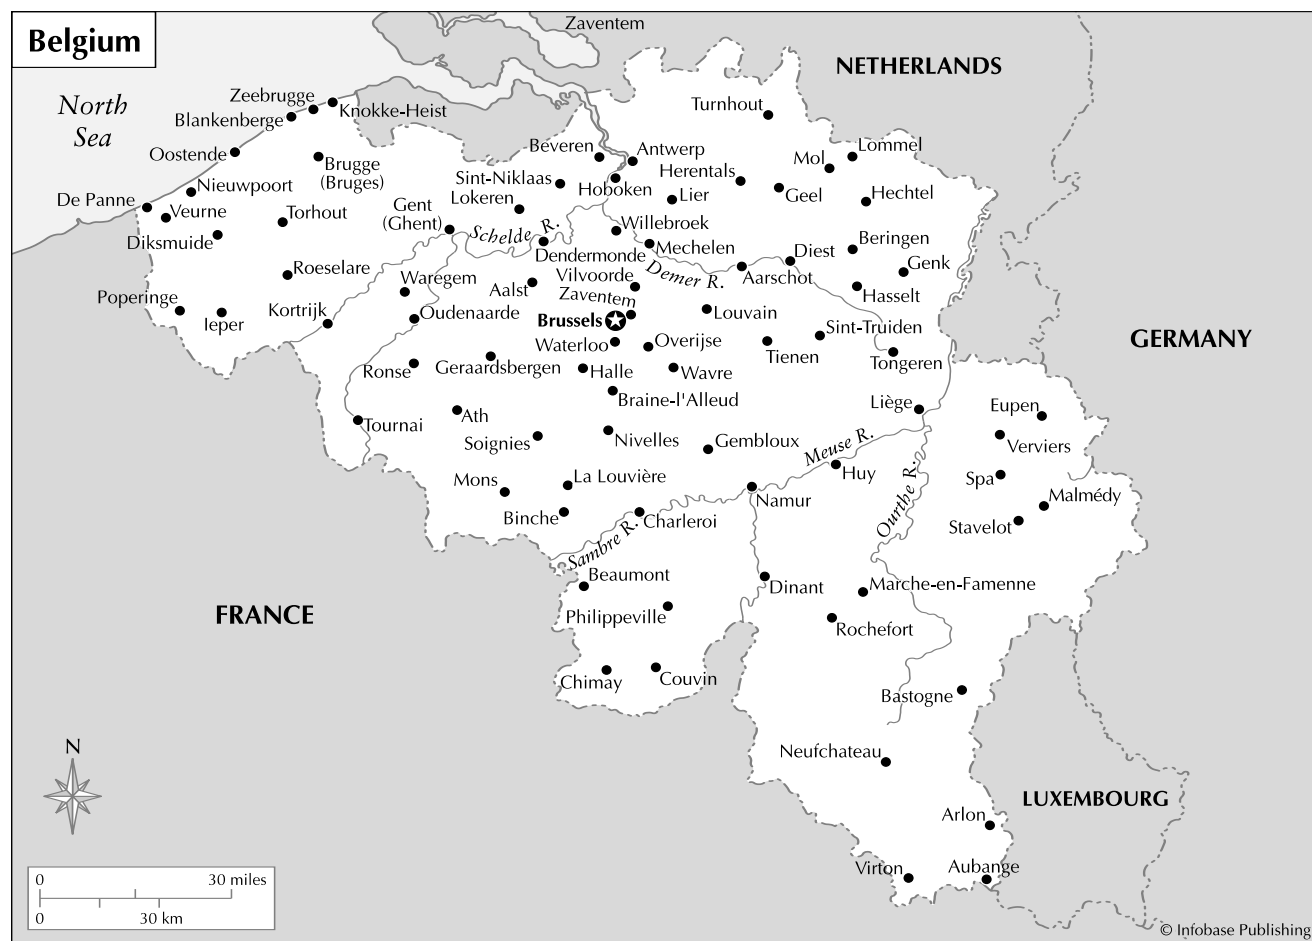 Belgium
Zaventem
NETHERLANDS
North
Sea
Zeebrugge
Knokke-Heist
Blankenberge
Turnhout
Oostende
Brugge
(Bruges)
Beveren
Antwerp
Mol
Lommel
Herentals
De Panne
Nieuwpoort
Sint-Niklaas
Hoboken
Lier
Geel
Hechtel
Veurne
Torhout
Gent
(Ghent)
Lokeren
Schelde R.
Willebroek
Diksmuide
Mechelen
Diest
Beringen
Dendermonde
Roeselare
Waregem
Aalst
Vilvoorde
Demer R.
Aarschot
Genk
Poperinge
Ieper
Kortrijk
Oudenaarde
Zaventem
Brussels
Louvain
Hasselt
Sint-Truiden
Waterloo
Overijse
Tienen
Tongeren
GERMANY
Ronse
Geraardsbergen
Halle
Wavre
Braine-l'Alleud
Liège
Eupen
Tournai
Ath
Soignies
Nivelles
Gembloux
Meuse R.
Verviers
Mons
La Louvière
Huy
Ourthe R.
Spa
Malmédy
Namur
Binche
Charleroi
Stavelot
Sambre R.
Beaumont
Dinant
Marche-en-Famenne
FRANCE
Philippeville
Rochefort
Chimay
Couvin
Bastogne
Neufchateau
N
LUXEMBOURG
Arlon
Virton
Aubange
0 30 miles
0 30 km
© Infobase Publishing